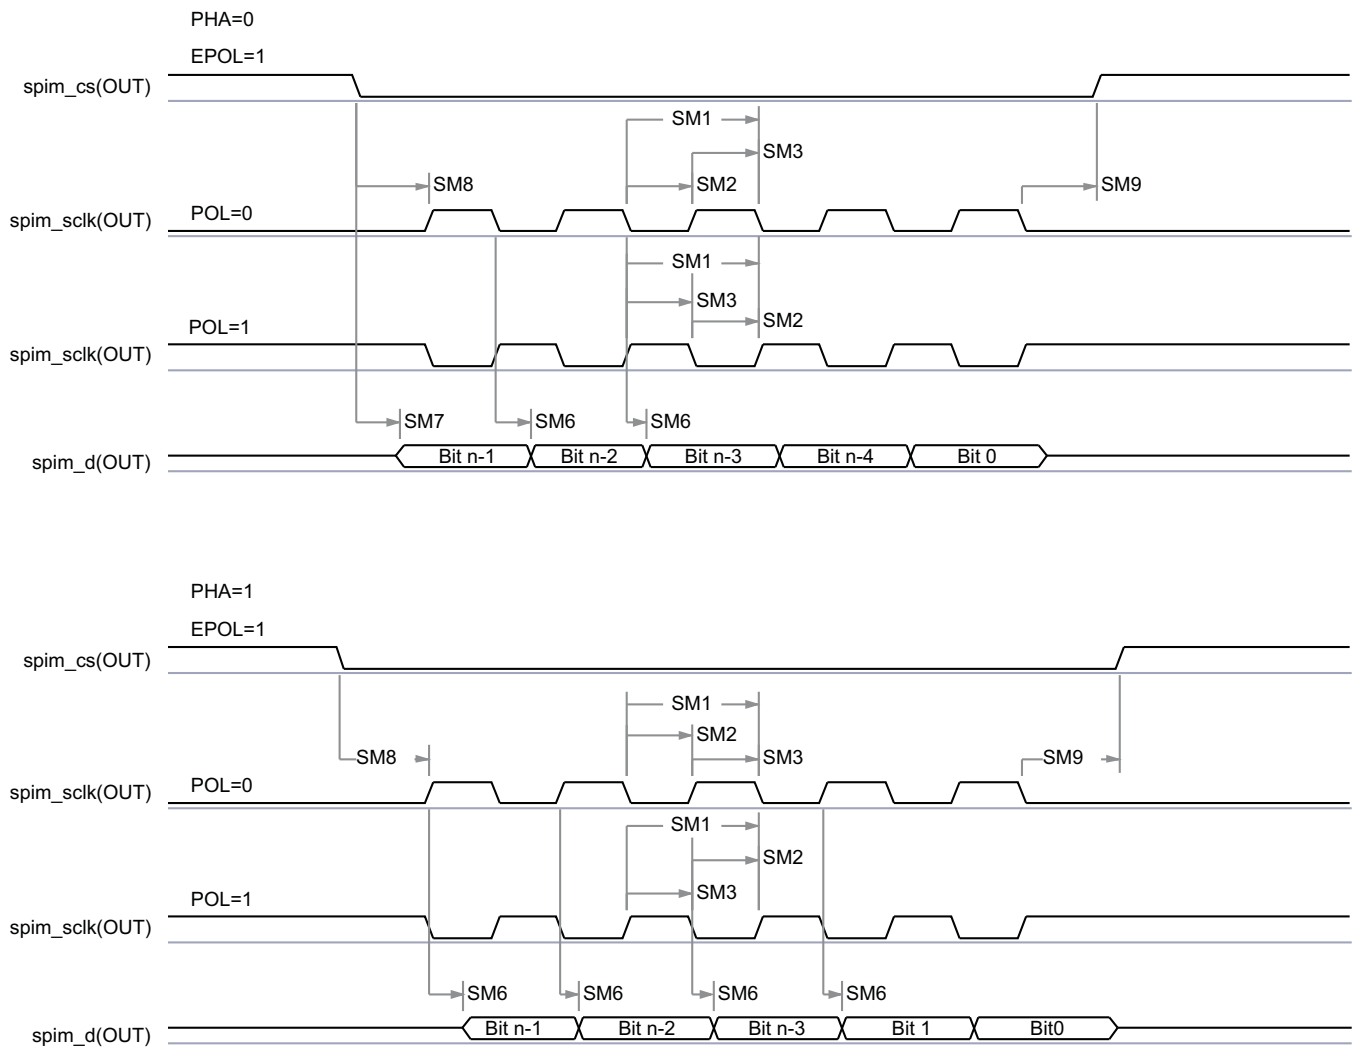 PHA=0
EPOL=1
spim_cs(OUT)
SM1
SM3
SM8
SM2
SM9
POL=0
spim_sclk(OUT)
SM1
SM3
SM2
POL=1
spim_sclk(OUT)
SM7
SM6
SM6
spim_d(OUT)
Bit n-1
Bit n-2
Bit n-3
Bit n-4
Bit 0
PHA=1
EPOL=1
spim_cs(OUT)
SM1
SM2
SM8
SM3
SM9
POL=0
spim_sclk(OUT)
SM1
SM2
SM3
POL=1
spim_sclk(OUT)
SM6
SM6
SM6
SM6
spim_d(OUT)
Bit n-1
Bit n-2
Bit n-3
Bit 1
Bit0